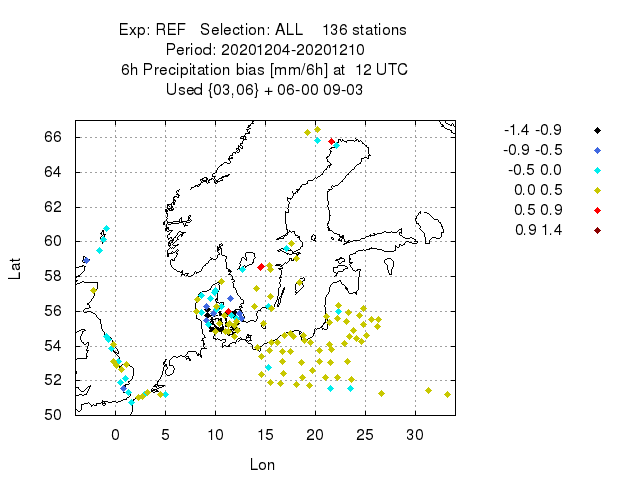 Exp: REF Selection: ALL 136 stations
Period: 20201204-20201210
6h Precipitation bias [mm/6h] at 12 UTC
Used {03,06} + 06-00 09-03
-1.4 -0.9
-0.9 -0.5
-0.5 0.0
0.0 0.5
0.5 0.9
0.9 1.4
66
64
62
60
58
56
54
52
50
Lat
0 5 10 15 20 25 30
Lon